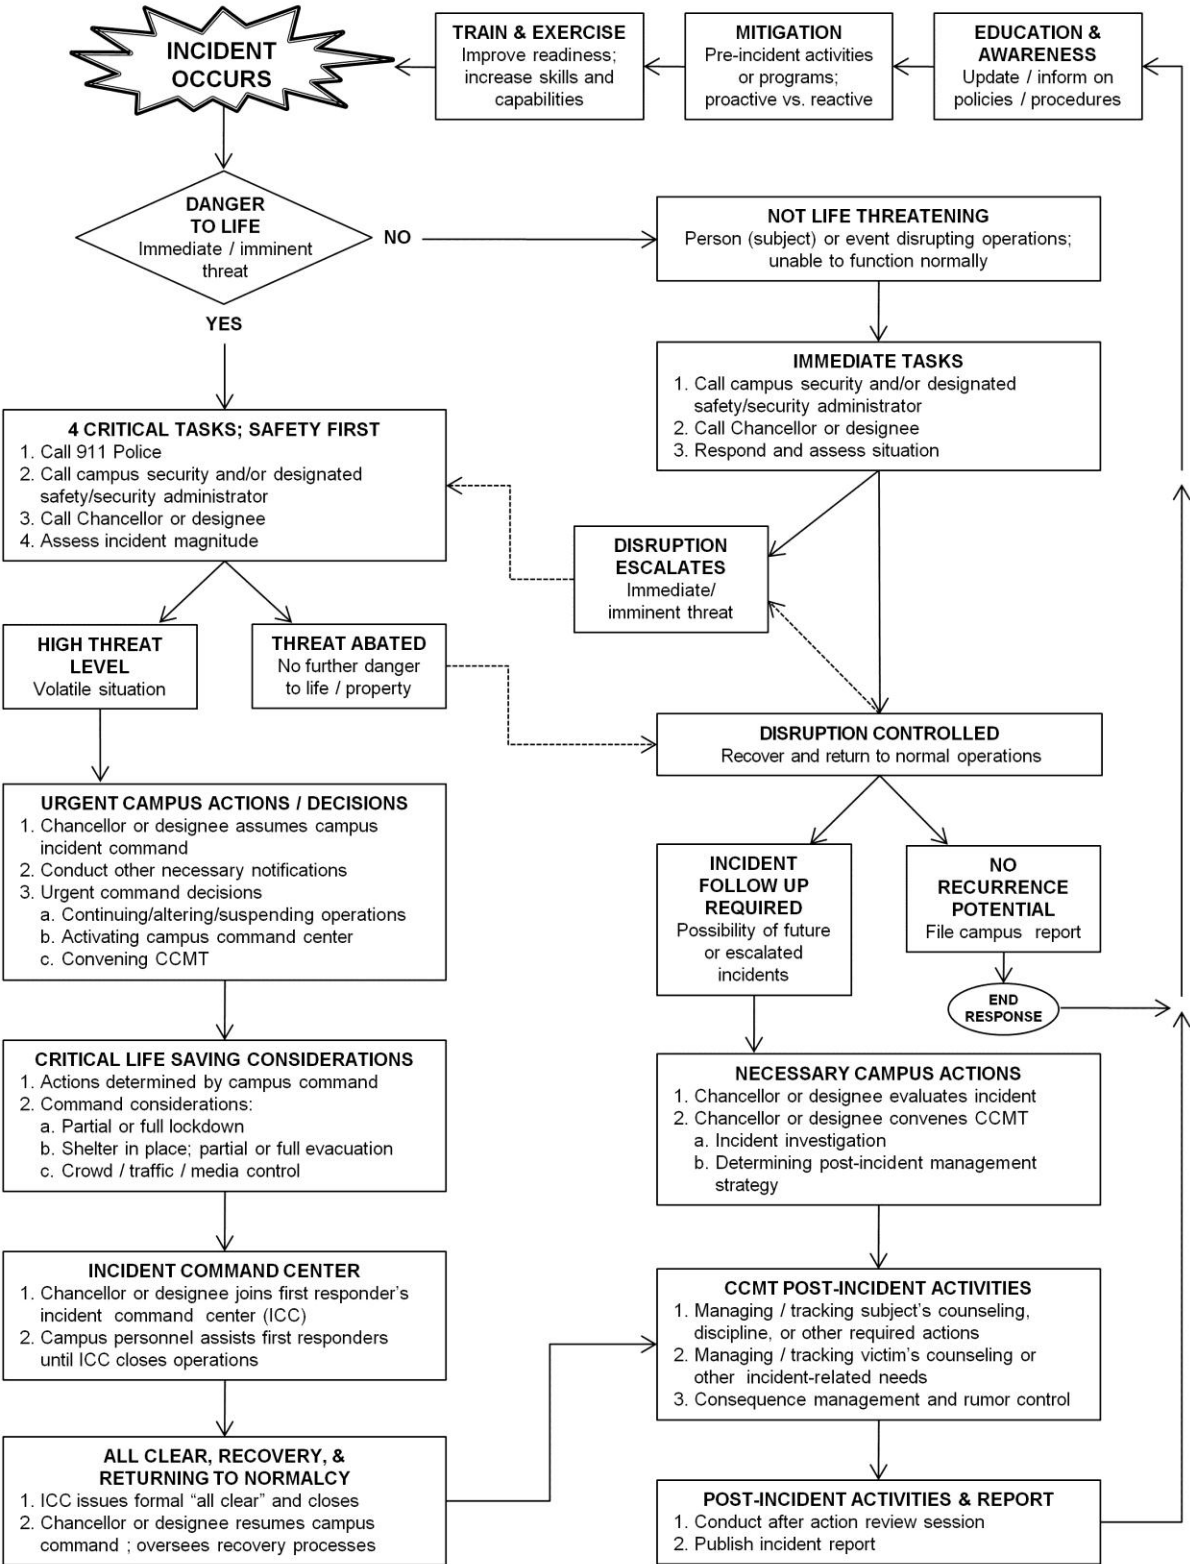 INCIDENT
OCCURS
TRAIN & EXERCISE
Improve readiness;
increase skills and
capabilities
MITIGATION
Pre-incident activities
or programs;
proactive vs. reactive
EDUCATION &
AWARENESS
Update / inform on
policies / procedures
DANGER
TO LIFE
Immediate / imminent
threat
NO
YES
NOT LIFE THREATENING
Person (subject) or event disrupting operations;
unable to function normally
IMMEDIATE TASKS
1. Call campus security and/or designated
safety/security administrator
2. Call Chancellor or designee
3. Respond and assess situation
4 CRITICAL TASKS; SAFETY FIRST
1. Call 911 Police
2. Call campus security and/or designated
safety/security administrator
3. Call Chancellor or designee
4. Assess incident magnitude
DISRUPTION
ESCALATES
Immediate/
imminent threat
HIGH THREAT
LEVEL
Volatile situation
THREAT ABATED
No further danger
to life / property
DISRUPTION CONTROLLED
Recover and return to normal operations
URGENT CAMPUS ACTIONS / DECISIONS
1. Chancellor or designee assumes campus
incident command
2. Conduct other necessary notifications
3. Urgent command decisions
a. Continuing/altering/suspending operations
b. Activating campus command center
c. Convening CCMT
INCIDENT
FOLLOW UP
REQUIRED
Possibility of future
or escalated
incidents
NO
RECURRENCE
POTENTIAL
File campus report
END
RESPONSE
CRITICAL LIFE SAVING CONSIDERATIONS
1. Actions determined by campus command
2. Command considerations:
a. Partial or full lockdown
b. Shelter in place; partial or full evacuation
c. Crowd / traffic / media control
NECESSARY CAMPUS ACTIONS
1. Chancellor or designee evaluates incident
2. Chancellor or designee convenes CCMT
a. Incident investigation
b. Determining post-incident management
strategy
INCIDENT COMMAND CENTER
1. Chancellor or designee joins first responder's
incident command center (ICC)
2. Campus personnel assists first responders
until ICC closes operations
CCMT POST-INCIDENT ACTIVITIES
1. Managing / tracking subject's counseling,
discipline, or other required actions
2. Managing / tracking victim's counseling or
other incident-related needs
3. Consequence management and rumor control
ALL CLEAR, RECOVERY, &
RETURNING TO NORMALCY
1. ICC issues formal “all clear” and closes
2. Chancellor or designee resumes campus
command ; oversees recovery processes
POST-INCIDENT ACTIVITIES & REPORT
1. Conduct after action review session
2. Publish incident report